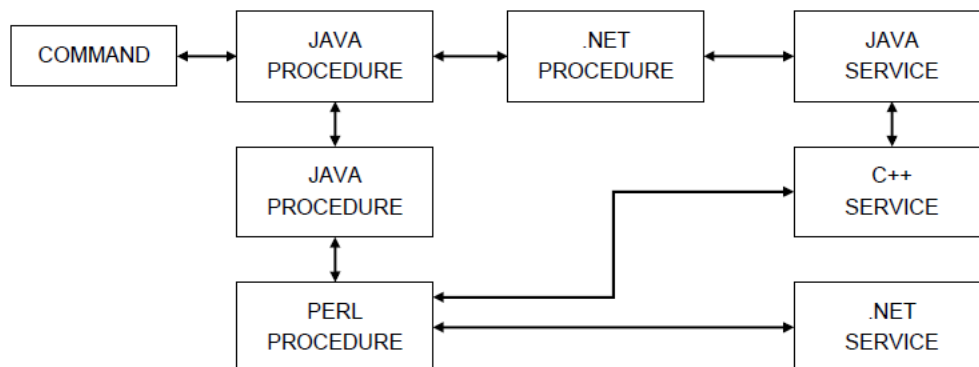 COMMAND
JAVA
PROCEDURE
.NET
PROCEDURE
JAVA
SERVICE
JAVA
PROCEDURE
C++
SERVICE
PERL
PROCEDURE
.NET
SERVICE